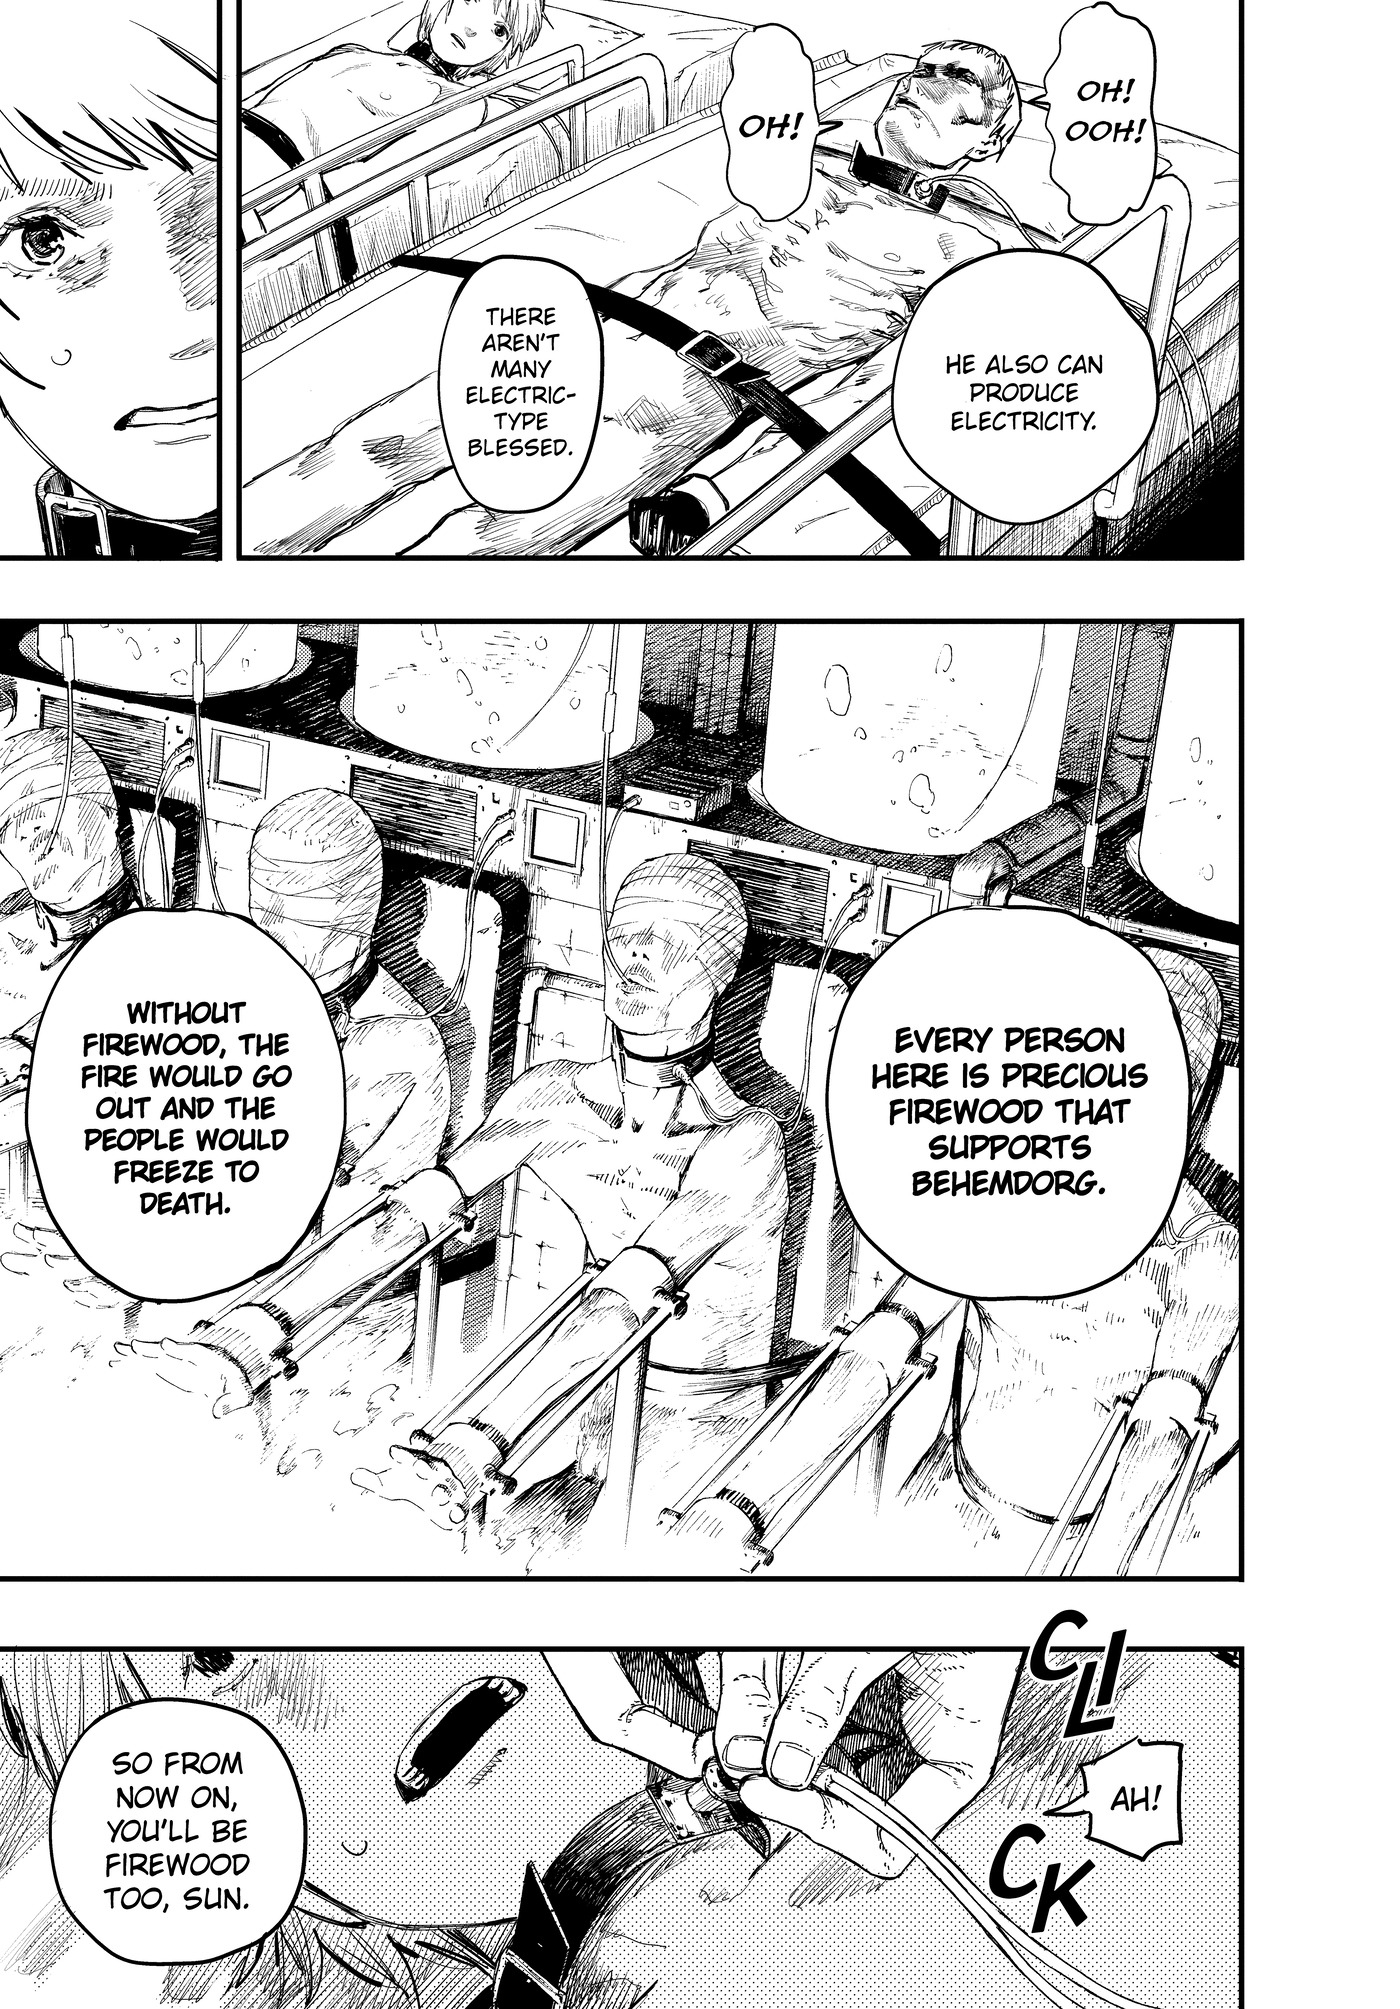 OH!
OOH!
OH!
HE ALSO CAN
PRODUCE
ELECTRICITY.
THERE
AREN'T
MANY
ELECTRIC-
TYPE
BLESSED.
EVERY PERSON
HERE IS PRECIOUS
FIREWOOD THAT
SUPPORTS
BEHEMDORG.
WITHOUT
FIREWOOD, THE
FIRE WOULD GO
OUT AND THE
PEOPLE WOULD
FREEZE TO
DEATH.
CLI
CK
AH!
SO FROM
NOW ON,
YOU'LL BE
FIREWOOD
TOO, SUN.